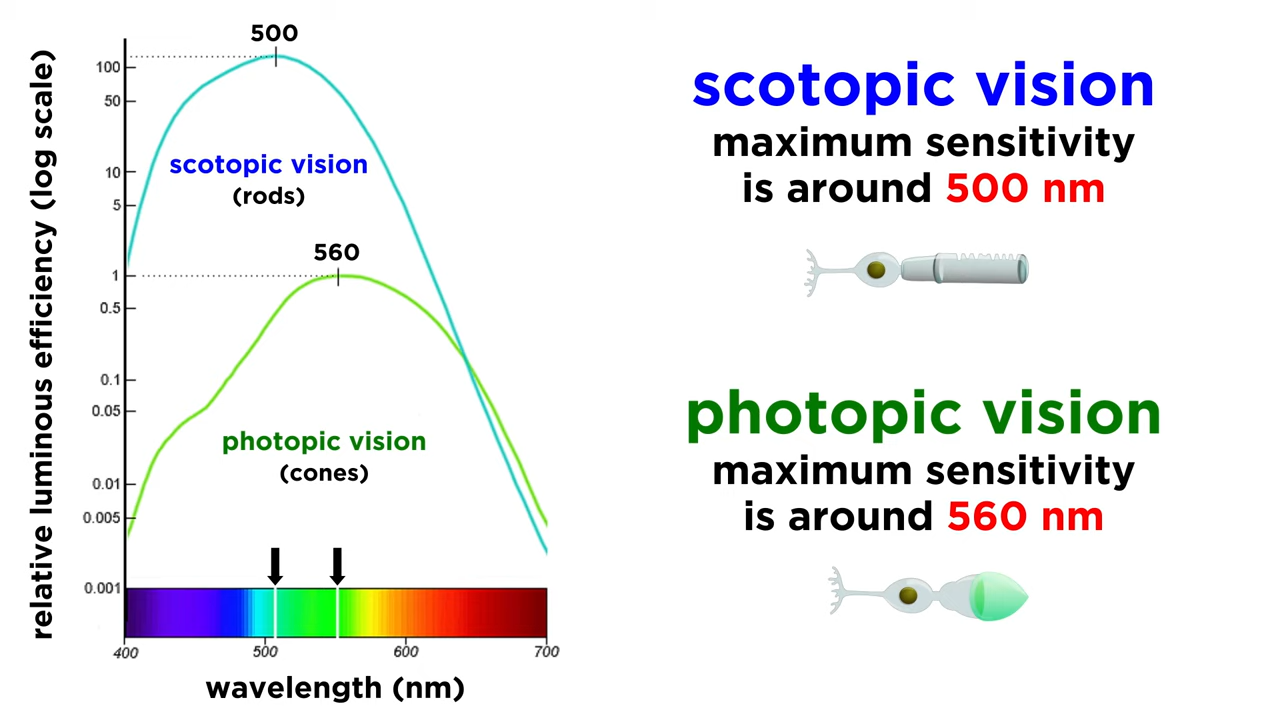 relative luminous efficiency (log scale)
500
100
50
10
5
1
0.5
0.1
0.05
0.01
0.005
0.001
scotopic vision
(rods)
560
photopic vision
(cones)
400
500
600
700
wavelength (nm)
scotopic vision
maximum sensitivity
is around 500 nm
photopic vision
maximum sensitivity
is around 560 nm